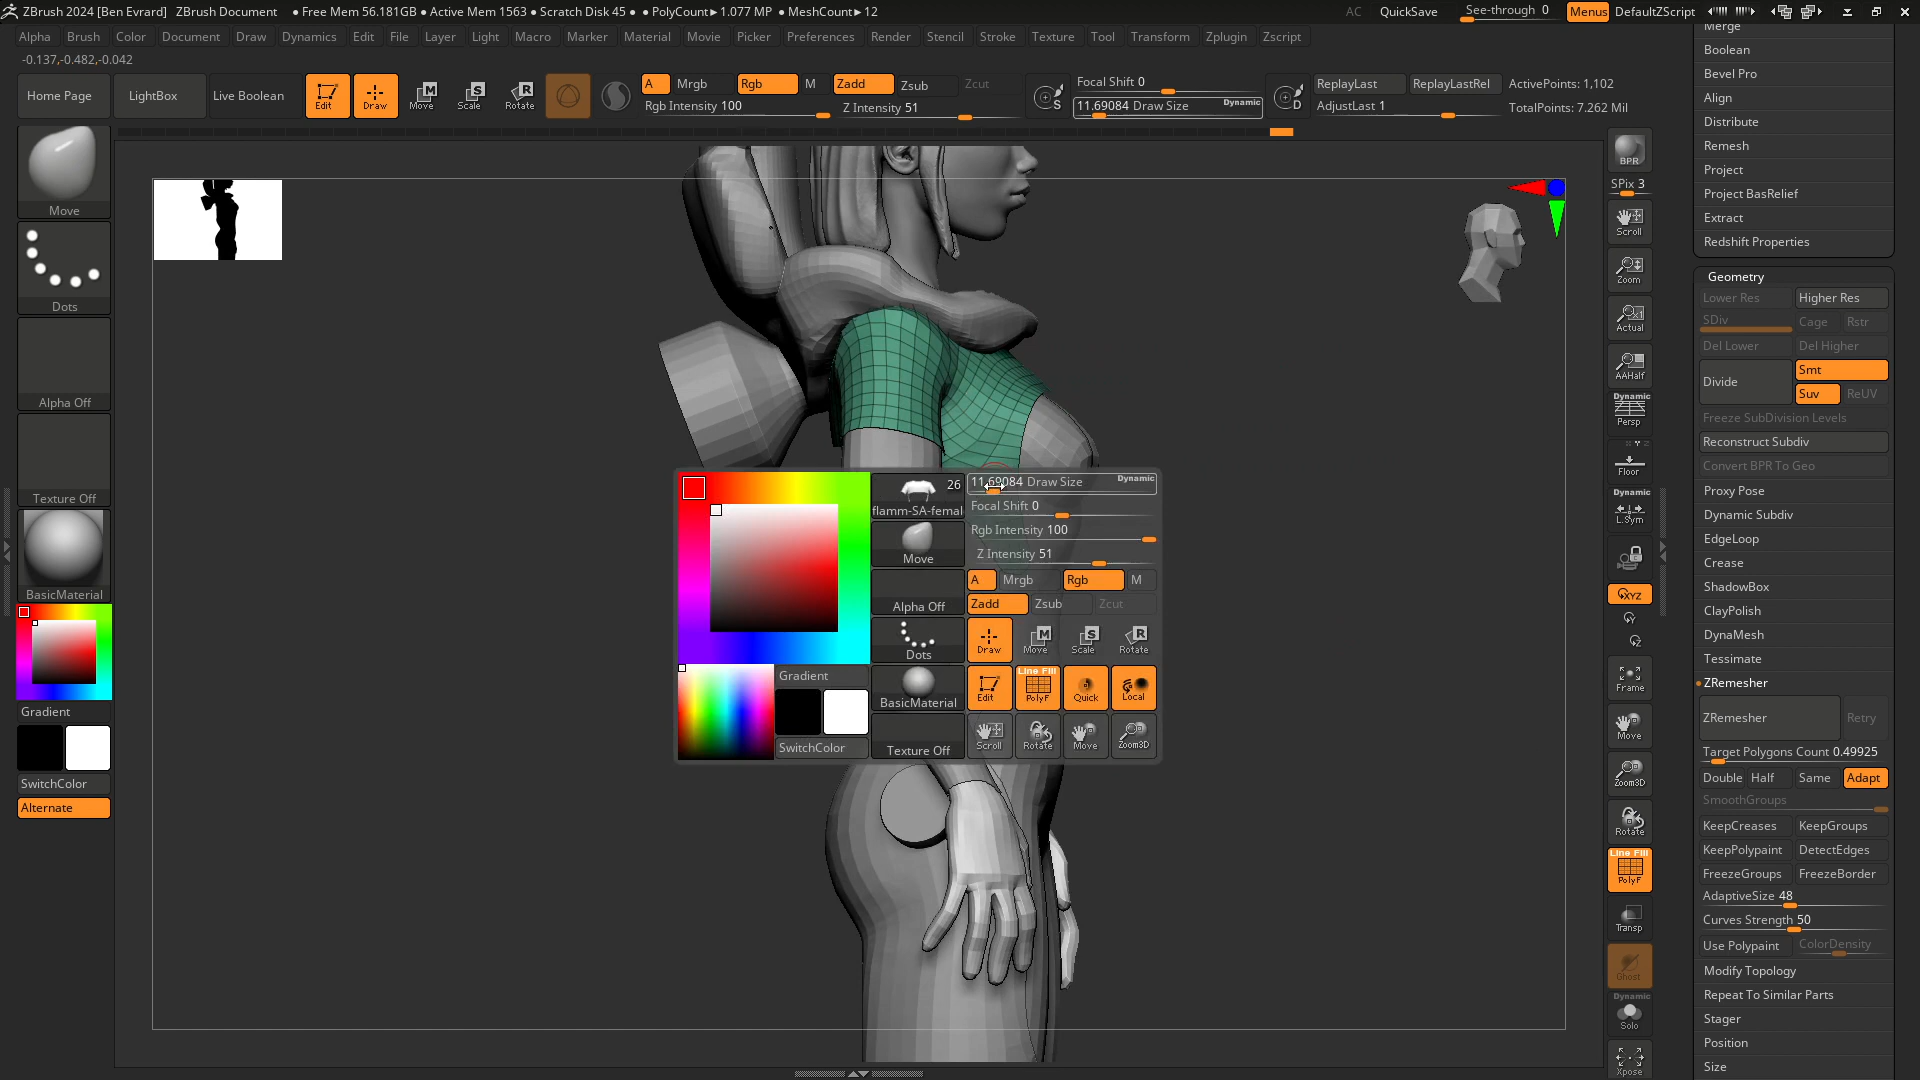 ZBrush 2024 [Ben Evrard] ZBrush Document • Free Mem 56.181GB • Active Mem 1563 • Scratch Disk 45 • PolyCount► 1.077 MP • MeshCount► 12 AC QuickSave See-through 0 Menus DefaultZScript
Alpha Brush Color Document Draw Dynamics Edit File Layer Light Macro Marker Material Movie Picker Preferences Render Stencil Stroke Texture Tool Transform Zplugin Zscript
-0.137,-0.482,-0.042
Home Page LightBox Live Boolean Edit Draw Move Scale Rotate
A Mrgb Rgb M Zadd Zsub Zcut
Rgb Intensity 100 Z Intensity 51
S
Focal Shift 0
11.69084 Draw Size Dynamic
D
ReplayLast ReplayLastRel ActivePoints: 1,102
AdjustLast 1 TotalPoints: 7.262 Mil
Move
Dots
Alpha Off
Texture Off
BasicMaterial
Gradient
SwitchColor
Alternate
26
flamm-SA-femal
Move
Alpha Off
Dots
BasicMaterial
Texture Off
Gradient
SwitchColor
11.69084 Draw Size Dynamic
Focal Shift 0
Rgb Intensity 100
Z Intensity 51
A Mrgb Rgb M
Zadd Zsub Zcut
Draw Move Scale Rotate
Line Fill
Edit PolyF Quick Local
Scroll Rotate Move Zoom3D
BPR
SPix 3
Scroll
Zoom
Actual
AAHalf
Dynamic
Persp
Floor
Dynamic
L.Sym
XYZ
Frame
Move
Zoom3D
Rotate
Line Fill
PolyF
Transp
Ghost
Dynamic
Solo
Xpose
Merge
Boolean
Bevel Pro
Align
Distribute
Remesh
Project
Project BasRelief
Extract
Redshift Properties
Geometry
Lower Res Higher Res
SDiv Cage Rstr
Del Lower Del Higher
Divide Smt
Suv ReUV
Freeze SubDivision Levels
Reconstruct Subdiv
Convert BPR To Geo
Proxy Pose
Dynamic Subdiv
EdgeLoop
Crease
ShadowBox
ClayPolish
DynaMesh
Tessimate
ZRemesher
ZRemesher Retry
Target Polygons Count 0.49925
Double Half Same Adapt
SmoothGroups
KeepCreases KeepGroups
KeepPolypaint DetectEdges
FreezeGroups FreezeBorder
AdaptiveSize 48
Curves Strength 50
Use Polypaint ColorDensity
Modify Topology
Repeat To Similar Parts
Stager
Position
Size